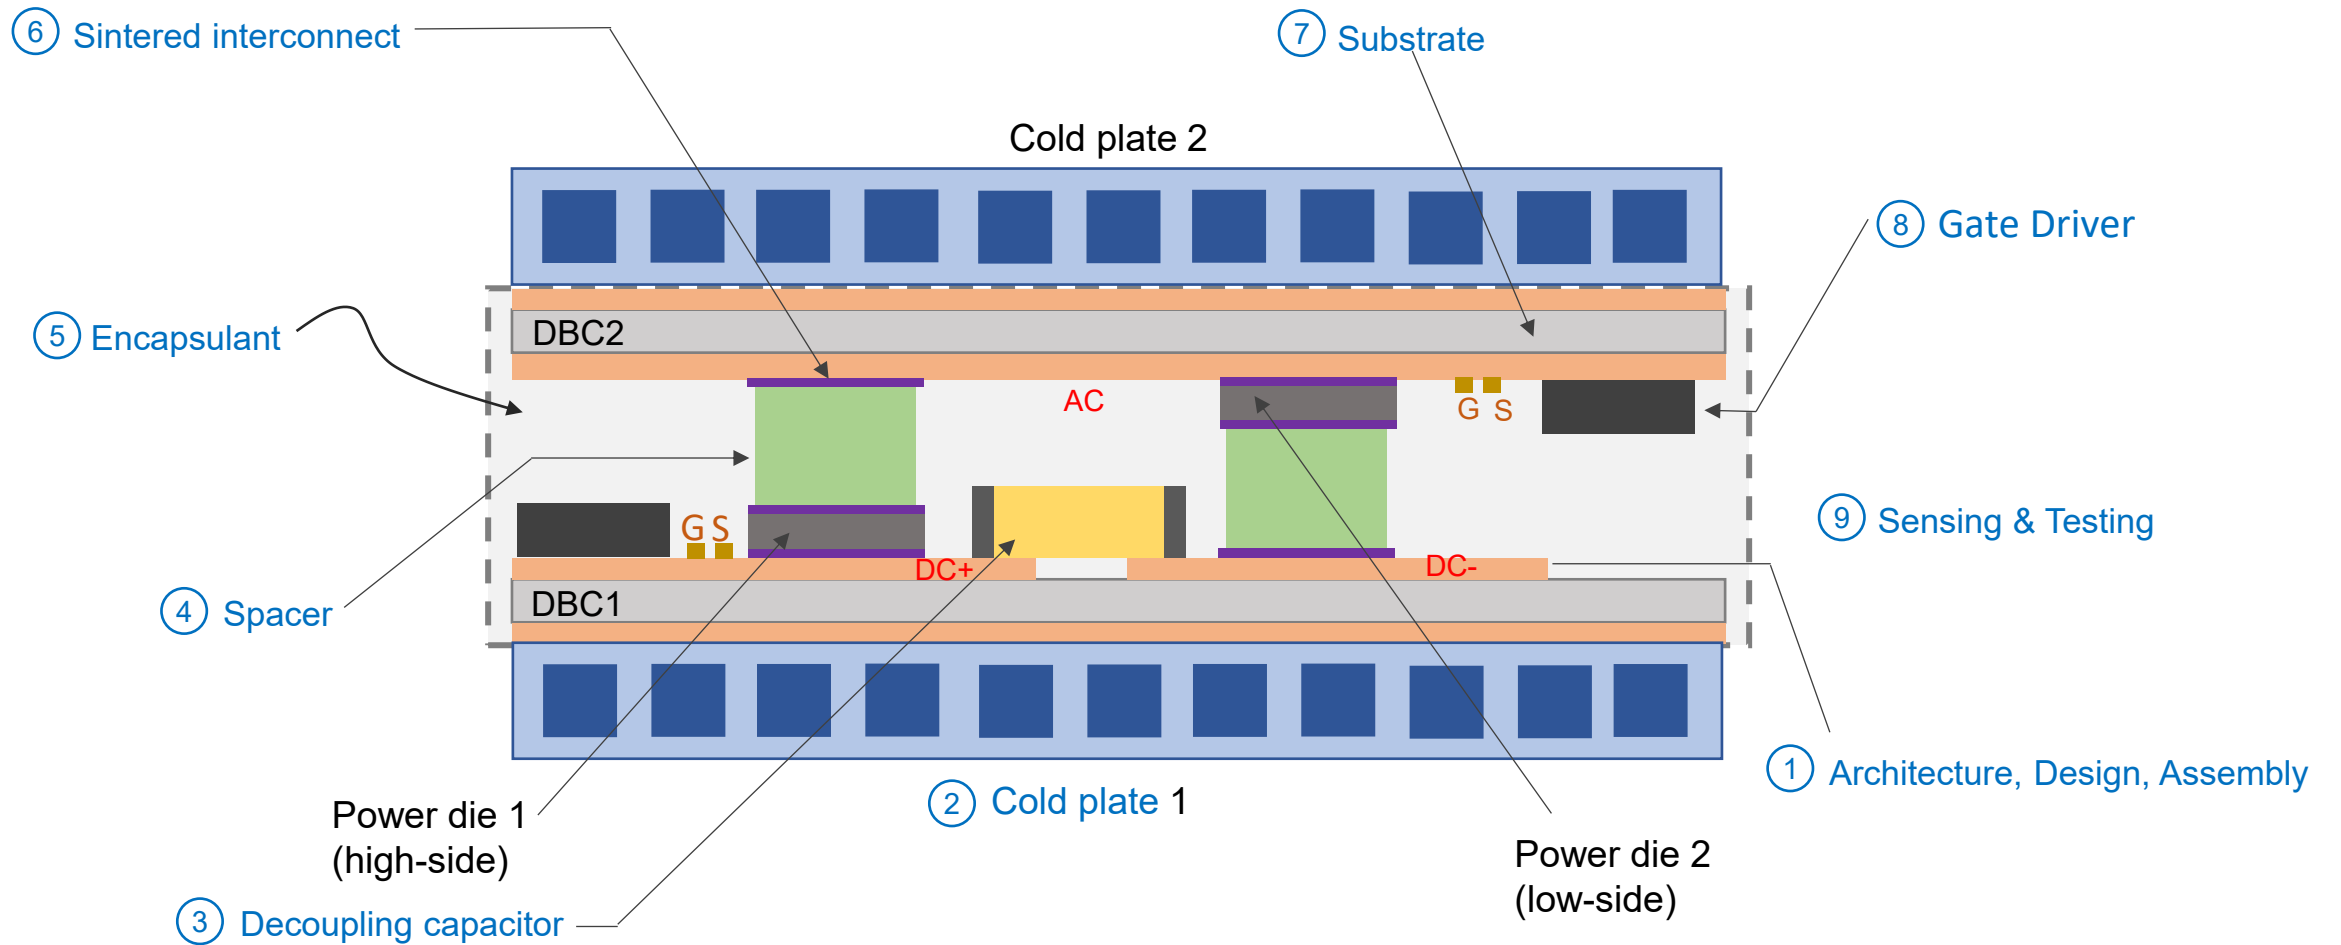 6 Sintered interconnect
7 Substrate
Cold plate 2
8 Gate Driver
5 Encapsulant
DBC2
AC
G S
G S
9 Sensing & Testing
DC+
DC-
4 Spacer
DBC1
1 Architecture, Design, Assembly
2 Cold plate 1
Power die 1
(high-side)
Power die 2
(low-side)
3 Decoupling capacitor